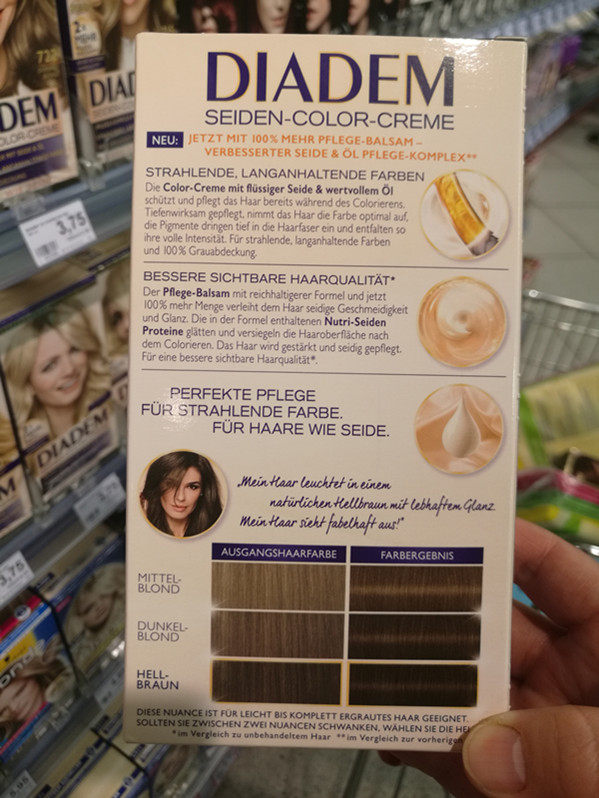 DIADEM
SEIDEN-COLOR-CREME
NEU: JETZT MIT 100% MEHR PFLEGE-BALSAM –
VERBESSERTER SEIDE & ÖL PFLEGE-KOMPLEX**
STRAHLENDE, LANGANHALTENDE FARBEN
Die Color-Creme mit flüssiger Seide & wertvollem Öl
schützt und pflegt das Haar bereits während des Colorierens.
Tiefenwirksam gepflegt, nimmt das Haar die Farbe optimal auf,
die Pigmente dringen tief in die Haarfaser ein und entfalten so
ihre volle Intensität. Für strahlende, langanhaltende Farben
und 100% Grauabdeckung.
BESSERE SICHTBARE HAARQUALITÄT*
Der Pflege-Balsam mit reichhaltigerer Formel und jetzt
100% mehr Menge verleiht dem Haar seidige Geschmeidigkeit
und Glanz. Die in der Formel enthaltenen Nutri-Seiden
Proteine glätten und versiegeln die Haaroberfläche nach
dem Colorieren. Das Haar wird gestärkt und seidig gepflegt.
Für eine bessere sichtbare Haarqualität*.
PERFEKTE PFLEGE
FÜR STRAHLENDE FARBE.
FÜR HAARE WIE SEIDE.
„Mein Haar leuchtet in einem
natürlichen Hellbraun mit lebhaftem Glanz.
Mein Haar sieht fabelhaft aus!"
AUSGANGSHAARFARBE FARBERGEBNIS
MITTEL-
BLOND
DUNKEL-
BLOND
HELL-
BRAUN
DIESE NUANCE IST FÜR LEICHT BIS KOMPLETT ERGRAUTES HAAR GEEIGNET.
SOLLTEN SIE ZWISCHEN ZWEI NUANCEN SCHWANKEN, WÄHLEN SIE DIE
*im Vergleich zu unbehandeltem Haar **im Vergleich zur vorherigen
DIADEM
3,75
DIADEM
3,75